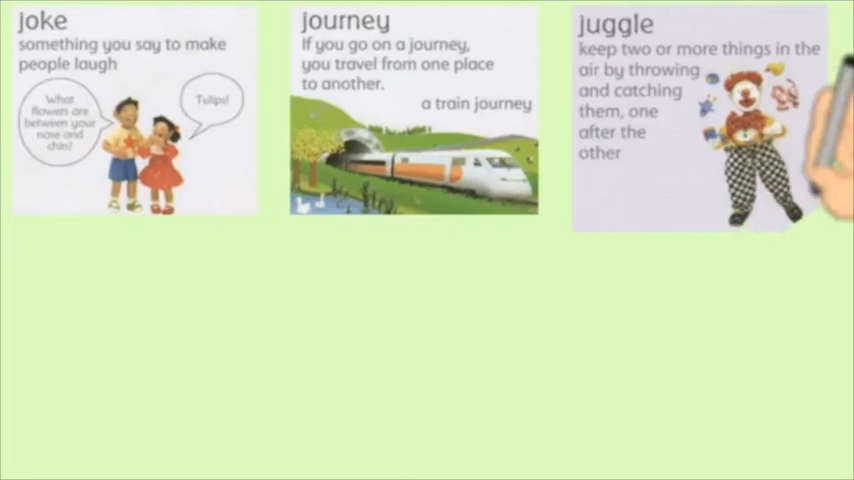 joke
something you say to make
people laugh
What
flowers are
between your
nose and
chin?
Tulips!
journey
If you go on a journey,
you travel from one place
to another.
a train journey
juggle
keep two or more things in the
air by throwing
and catching
them, one
after the
other